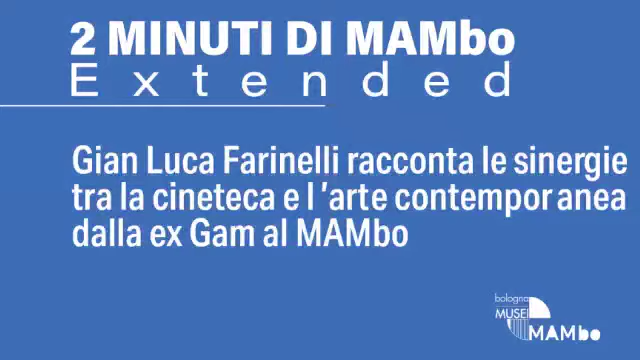 2 MINUTI DI MAMbo
Extended
Gian Luca Farinelli racconta le sinergie
tra la cineteca e l'arte contemporanea
dalla ex Gam al MAMbo
bologna
MUSEI
MAMbo